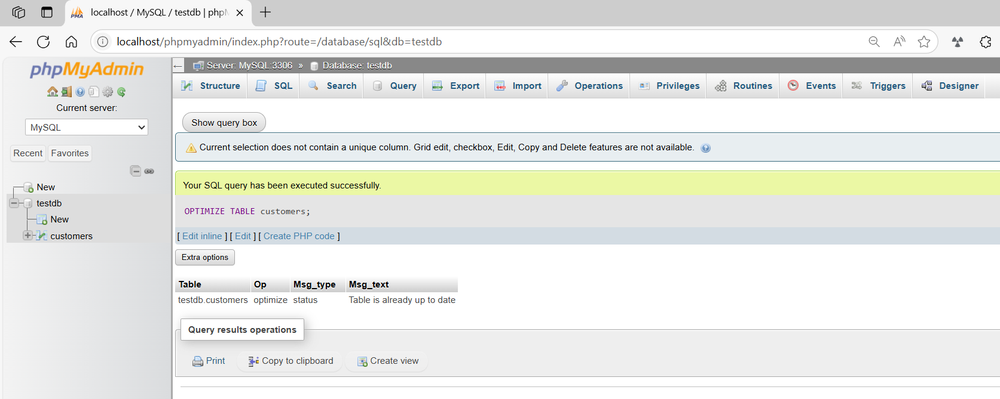 localhost / MySQL / testdb | phpM
localhost/phpmyadmin/index.php?route=/database/sql&db=testdb
phpMyAdmin
Current server:
MySQL
Recent Favorites
New
testdb
New
customers
Server: MySQL:3306 » Database: testdb
Structure SQL Search Query Export Import Operations Privileges Routines Events Triggers Designer
Show query box
Current selection does not contain a unique column. Grid edit, checkbox, Edit, Copy and Delete features are not available.
Your SQL query has been executed successfully.
OPTIMIZE TABLE customers;
[ Edit inline ] [ Edit ] [ Create PHP code ]
Extra options
Table Op Msg_type Msg_text
testdb.customers optimize status Table is already up to date
Query results operations
Print Copy to clipboard Create view